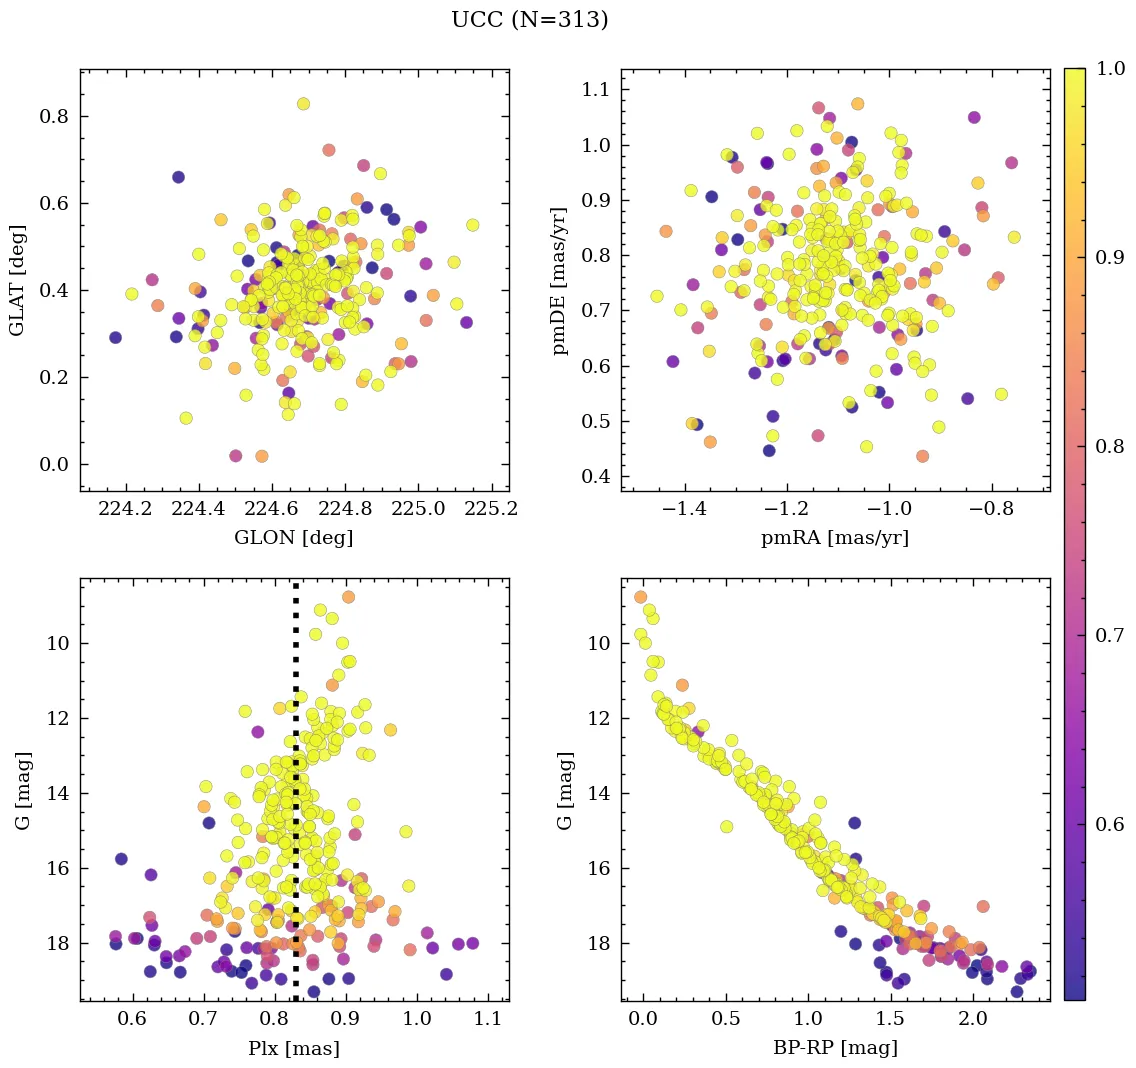 UCC (N=313)
0.8
0.6
0.4
0.2
0.0
GLAT [deg]
224.2 224.4 224.6 224.8 225.0 225.2
GLON [deg]
1.1
1.0
0.9
0.8
0.7
0.6
0.5
0.4
pmDE [mas/yr]
−1.4 −1.2 −1.0 −0.8
pmRA [mas/yr]
10
12
14
16
18
G [mag]
0.6 0.7 0.8 0.9 1.0 1.1
Plx [mas]
10
12
14
16
18
G [mag]
0.0 0.5 1.0 1.5 2.0
BP-RP [mag]
1.0
0.9
0.8
0.7
0.6